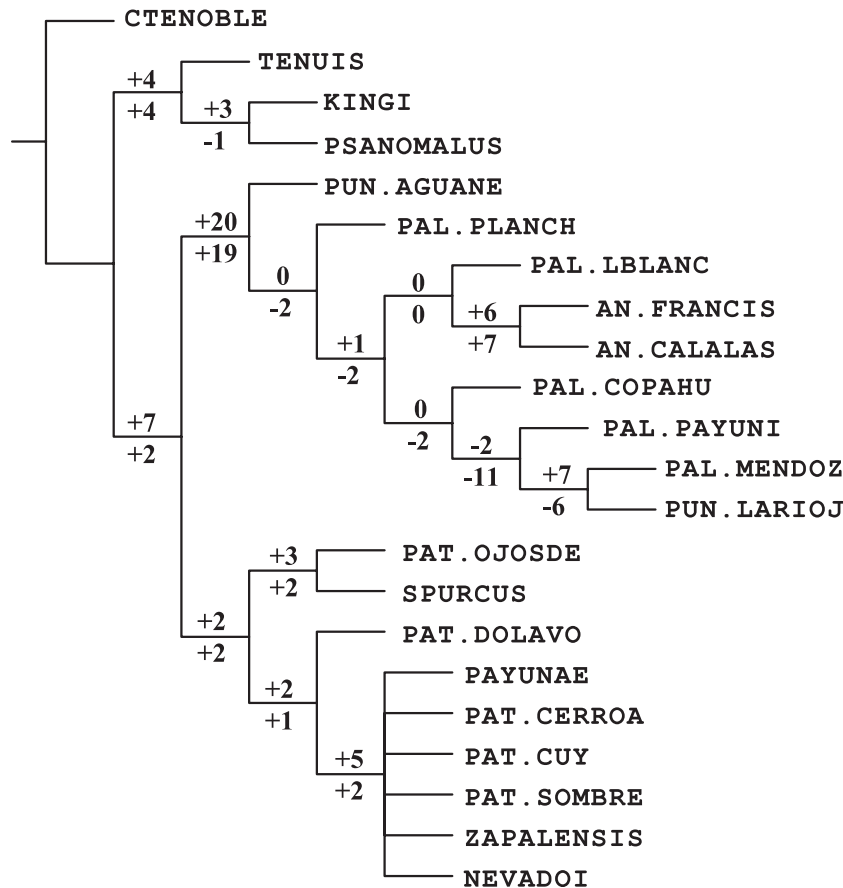 CTENOBLE
TENUIS
+4
+4
KINGI
+3
-1
PSANOMALUS
PUN.AGUANE
+20
+19
PAL.PLANCH
PAL.LBLANC
0
-2
0
0
AN.FRANCIS
+6
+7
AN.CALALAS
+1
-2
PAL.COPAHU
0
-2
PAL.PAYUNI
+7
+2
-2
-11
PAL.MENDOZ
+7
-6
PUN.LARIOJ
PAT.OJOSDE
+3
+2
SPURCUS
+2
+2
PAT.DOLAVO
PAYUNAE
+2
+1
PAT.CERROA
PAT.CUY
+5
+2
PAT.SOMBRE
ZAPALENSIS
NEVADOI